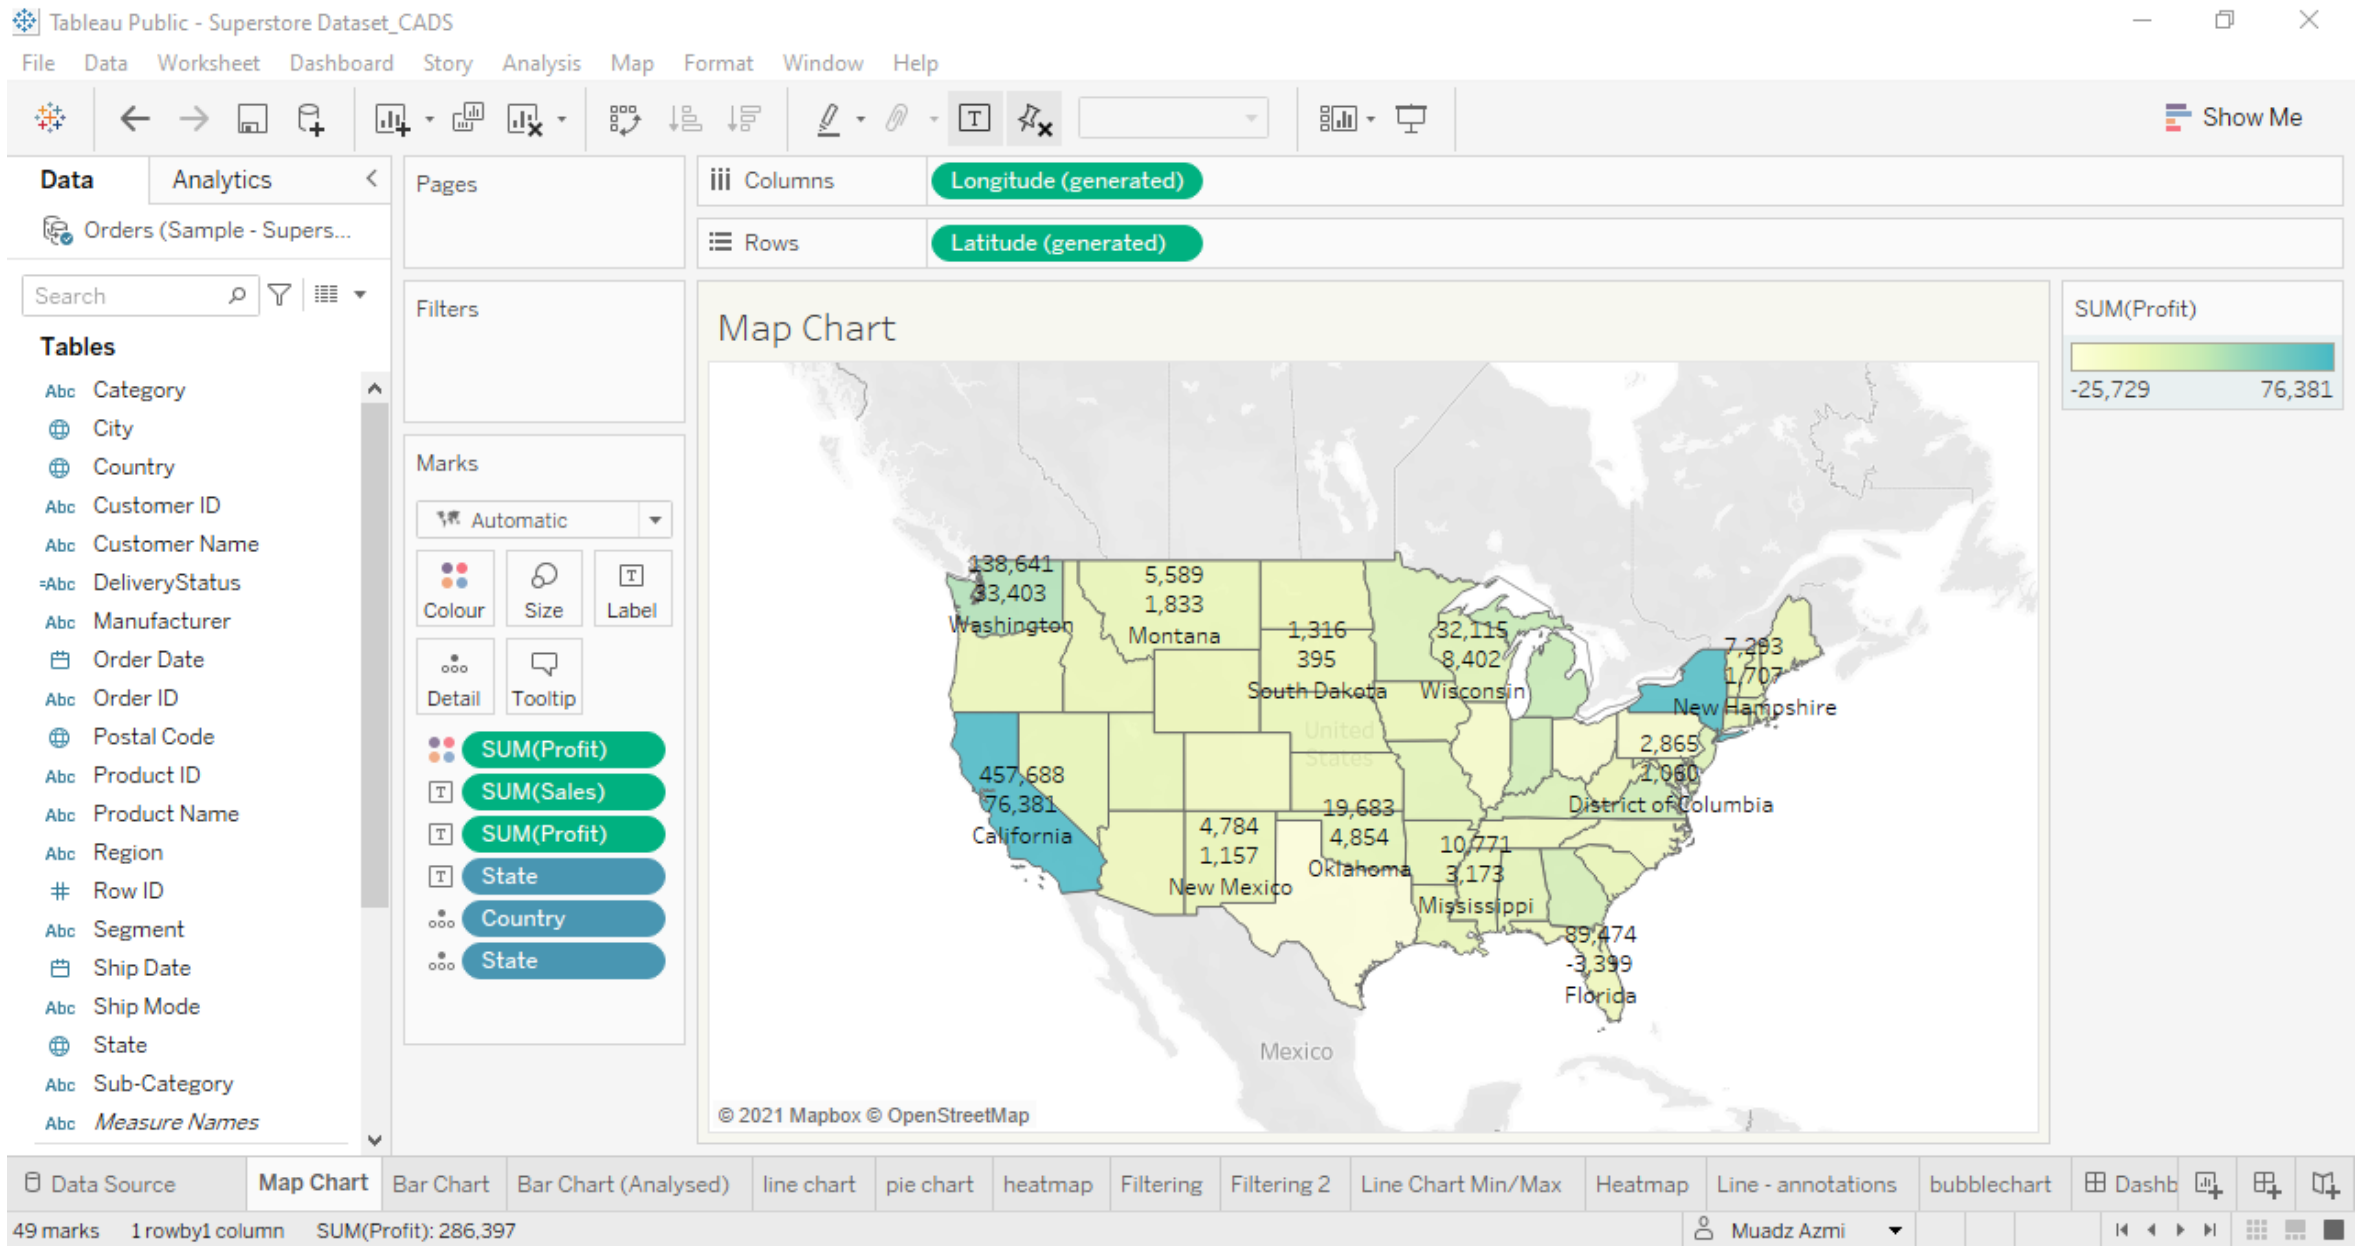 Tableau Public - Superstore Dataset_CADS
File Data Worksheet Dashboard Story Analysis Map Format Window Help
Show Me
Data Analytics
Orders (Sample - Supers...
Search
Tables
Abc Category
City
Country
Abc Customer ID
Abc Customer Name
=Abc DeliveryStatus
Abc Manufacturer
Order Date
Abc Order ID
Postal Code
Abc Product ID
Abc Product Name
Abc Region
# Row ID
Abc Segment
Ship Date
Abc Ship Mode
State
Abc Sub-Category
Abc Measure Names
Pages
Filters
Marks
Automatic
Colour Size Label
Detail Tooltip
SUM(Profit)
SUM(Sales)
SUM(Profit)
State
Country
State
Columns Longitude (generated)
Rows Latitude (generated)
Map Chart
138,641
33,403
Washington
5,589
1,833
Montana
1,316
395
South Dakota
32,115
8,402
Wisconsin
7,293
1,707
New Hampshire
United
States
2,865
1,060
District of Columbia
457,688
76,381
California
4,784
1,157
New Mexico
19,683
4,854
Oklahoma
10,771
3,173
Mississippi
89,474
-3,399
Florida
Mexico
© 2021 Mapbox © OpenStreetMap
SUM(Profit)
-25,729 76,381
Data Source Map Chart Bar Chart Bar Chart (Analysed) line chart pie chart heatmap Filtering Filtering 2 Line Chart Min/Max Heatmap Line - annotations bubblechart Dashb
49 marks 1 rowby1 column SUM(Profit): 286,397 Muadz Azmi